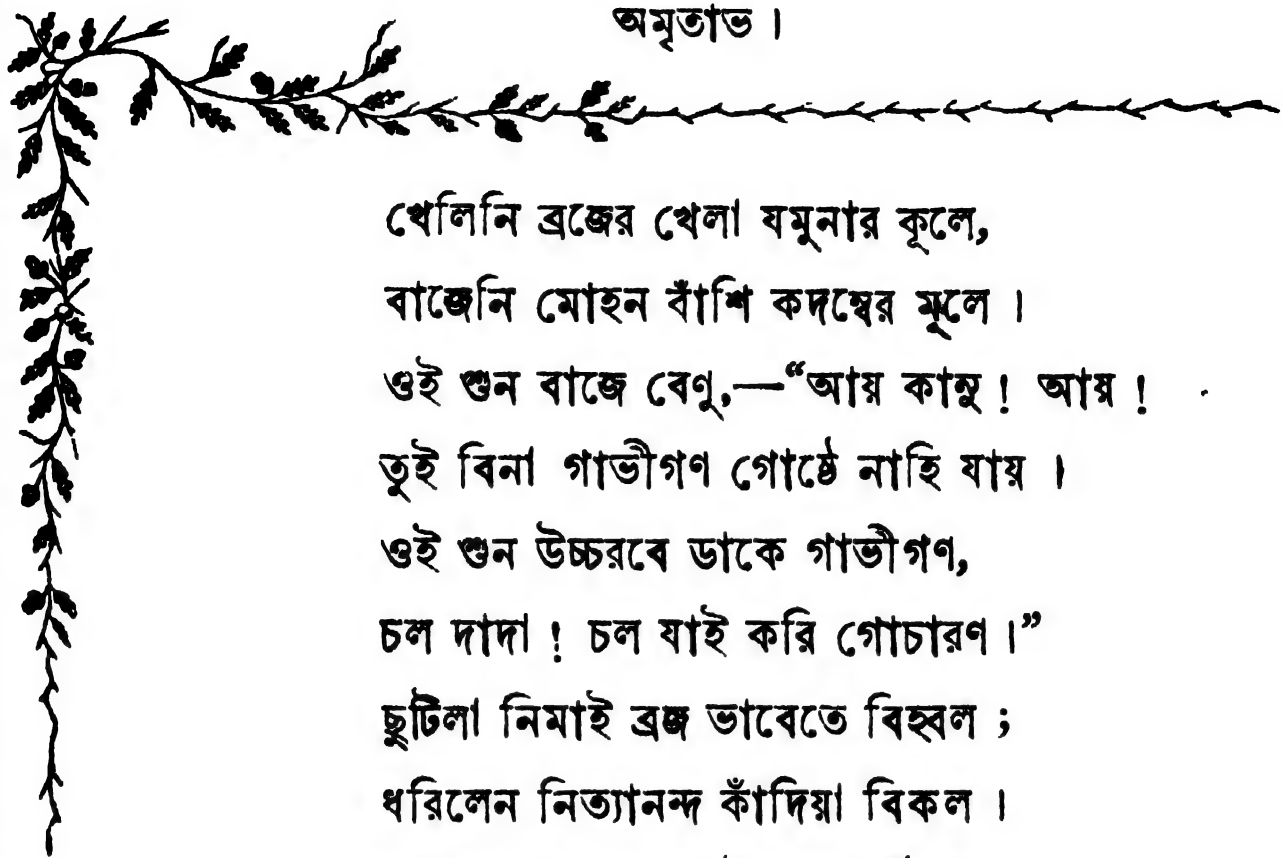 অমৃতাভ।
খেলিনি ব্রজের খেলা যমুনার কূলে,
বাজেনি মোহন বাঁশি কদম্বের মূলে।
ওই শুন বাজে বেণু,—“আয় কানু! আয়!
তুই বিনা গাভীগণ গোষ্ঠে নাহি যায়।
ওই শুন উচ্চরবে ডাকে গাভীগণ,
চল দাদা! চল যাই করি গোচারণ।”
ছুটিলা নিমাই ব্রজ ভাবেতে বিহ্বল;
ধরিলেন নিত্যানন্দ কাঁদিয়া বিকল।